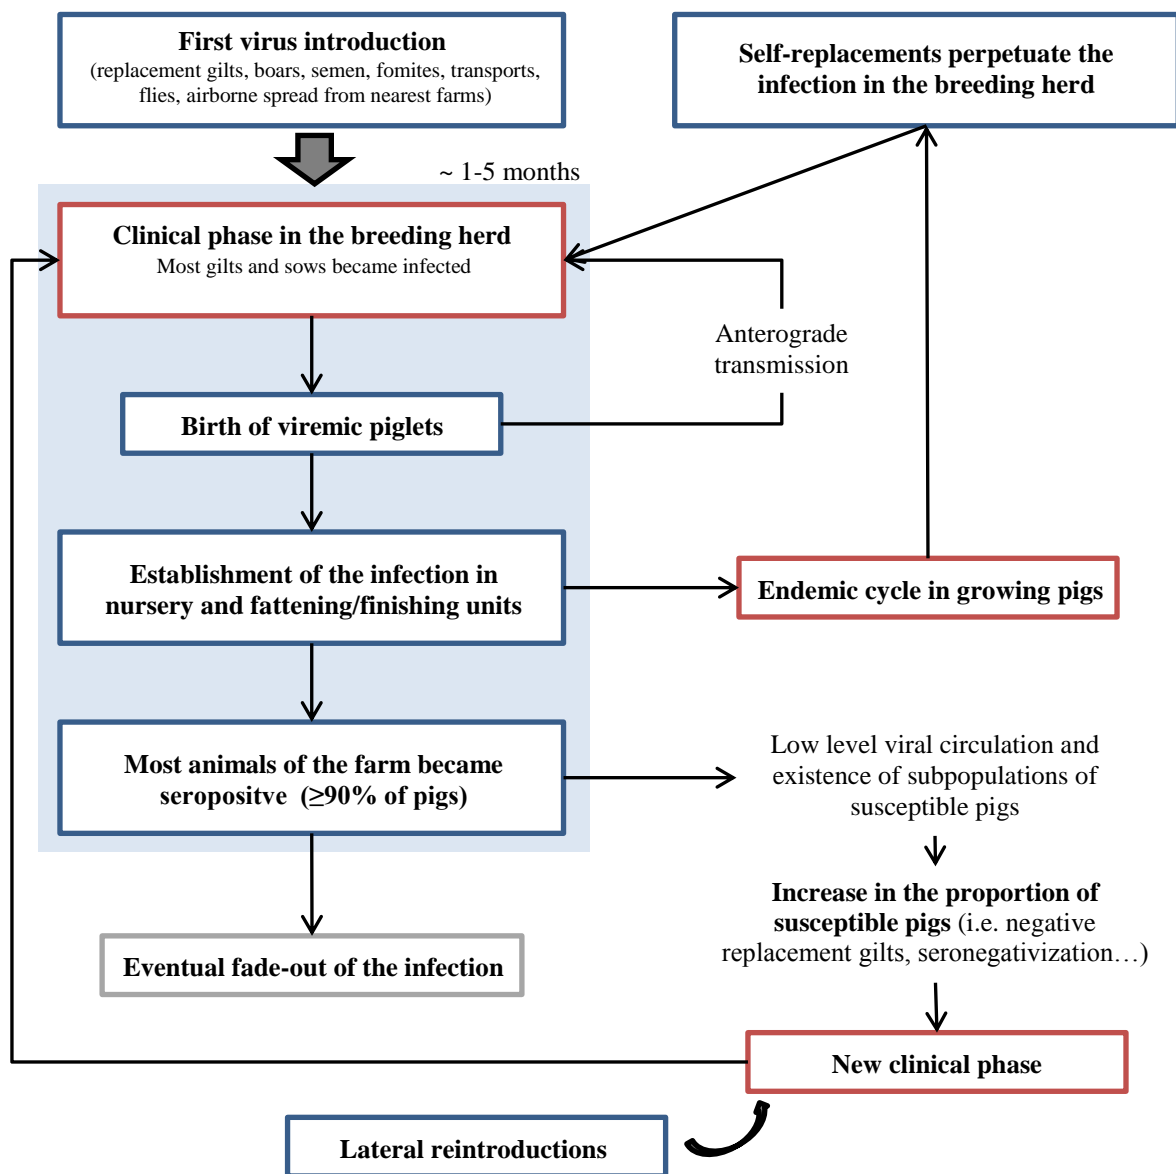 First virus introduction
(replacement gilts, boars, semen, fomites, transports,
flies, airborne spread from nearest farms)
Self-replacements perpetuate the
infection in the breeding herd
~ 1-5 months
Clinical phase in the breeding herd
Most gilts and sows became infected
Anterograde
transmission
Birth of viremic piglets
Establishment of the infection in
nursery and fattening/finishing units
Endemic cycle in growing pigs
Most animals of the farm became
seropositve (≥90% of pigs)
Low level viral circulation and
existence of subpopulations of
susceptible pigs
Increase in the proportion of
susceptible pigs (i.e. negative
replacement gilts, seronegativization…)
Eventual fade-out of the infection
New clinical phase
Lateral reintroductions